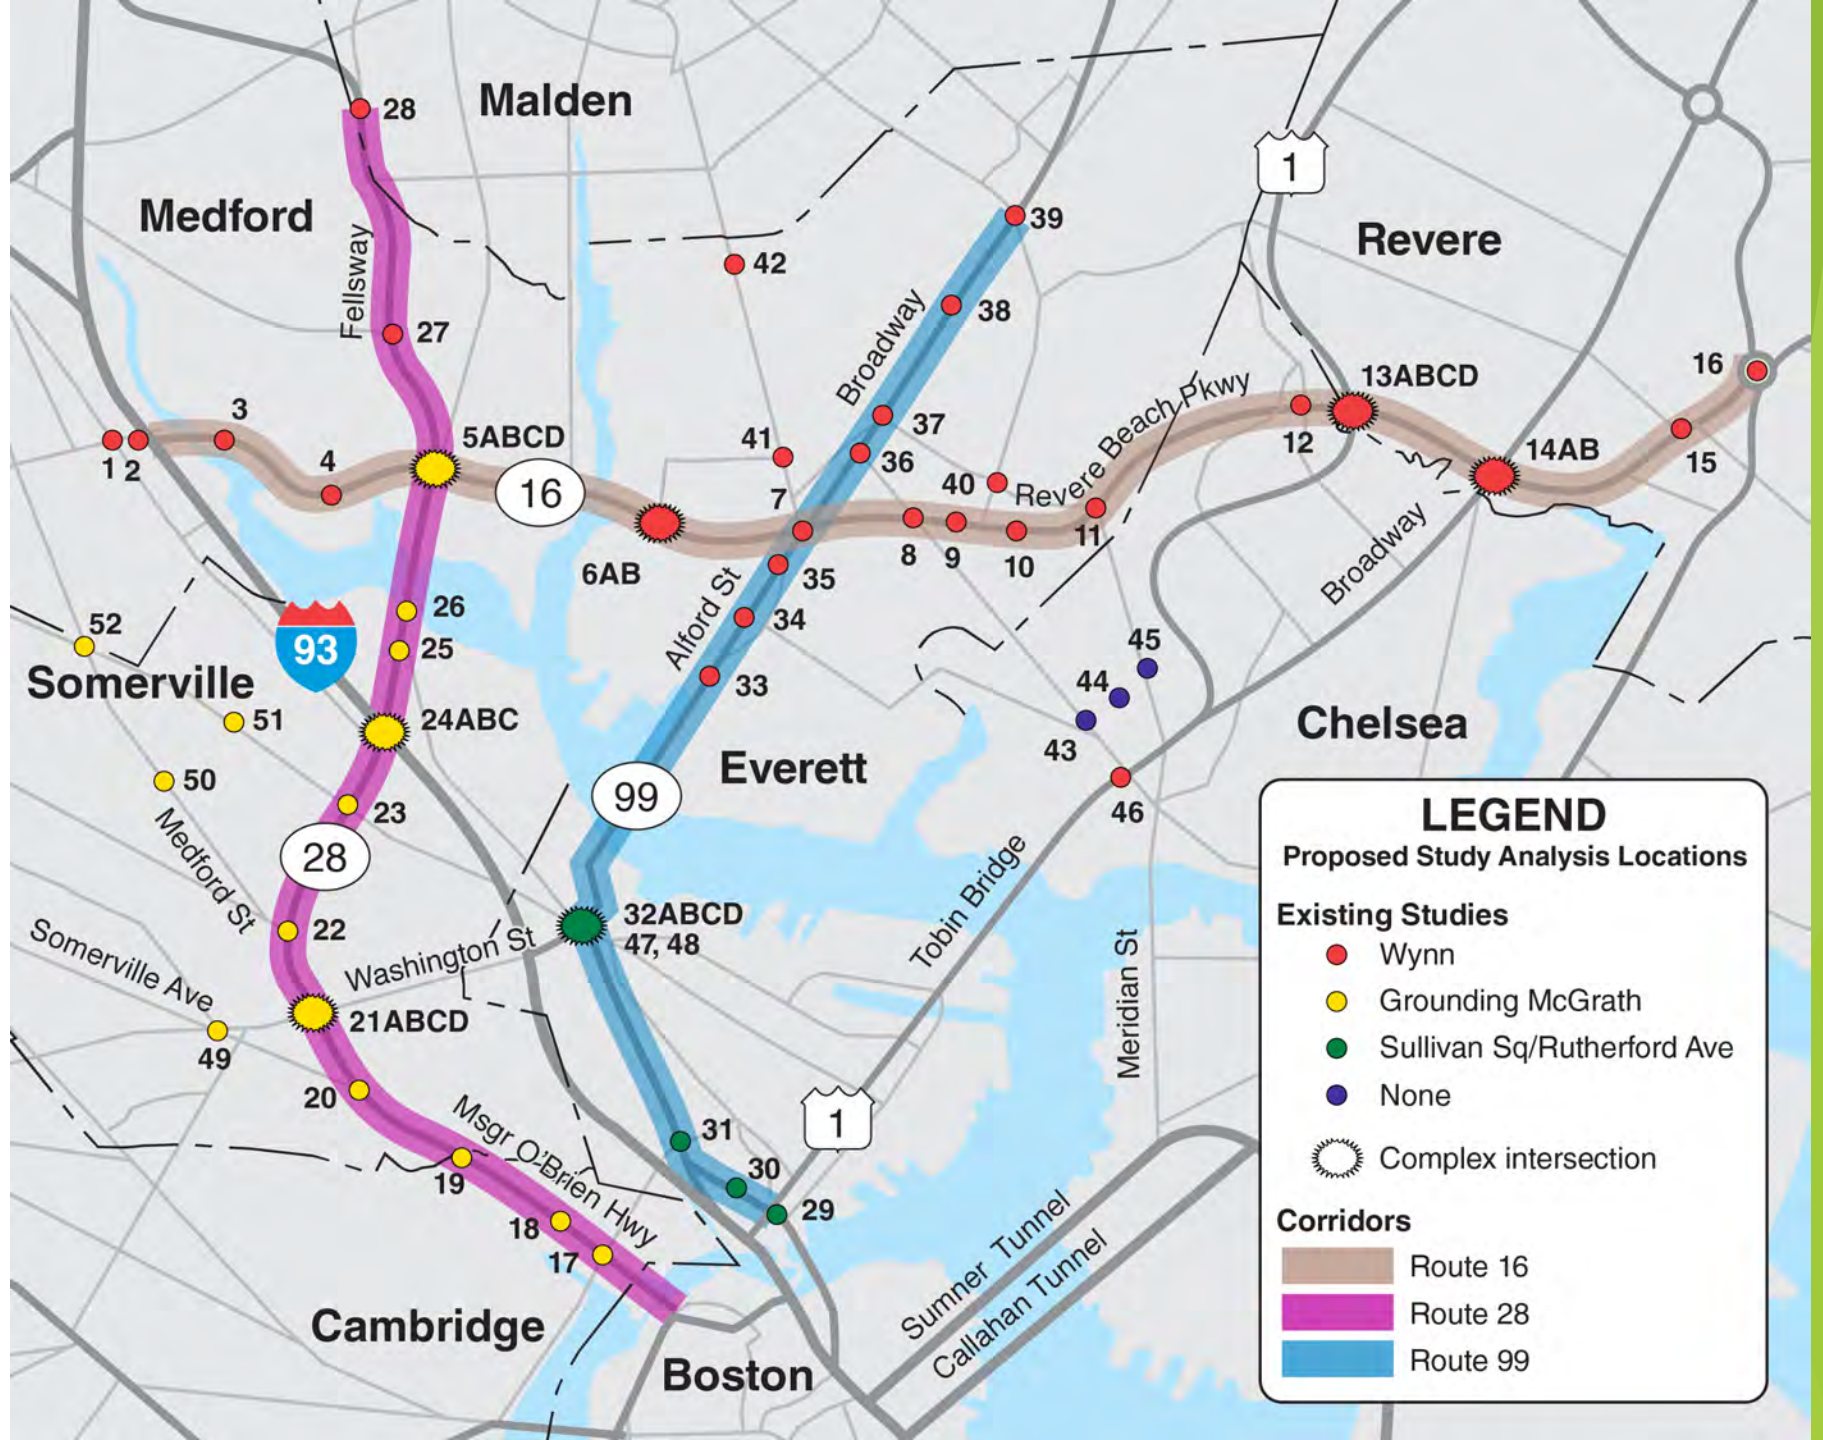 Malden
28
1
Medford
39
Revere
42
Fellsway
38
27
Broadway
16
13ABCD
3
5ABCD
41
37
Revere Beach Pkwy
12
14AB
1 2
4
16
36
40
7
15
11
6AB
35
8
9
10
Broadway
26
Alford St
34
52
93
25
45
Somerville
33
44
51
24ABC
43
Chelsea
50
Everett
99
23
46
Medford St
28
Tobin Bridge
22
32ABCD
47, 48
Washington St
Somerville Ave
Meridian St
21ABCD
49
20
Msgr O'Brien Hwy
31
1
30
19
29
18
17
Sumner Tunnel
Callahan Tunnel
Cambridge
Boston
LEGEND
Proposed Study Analysis Locations
Existing Studies
Wynn
Grounding McGrath
Sullivan Sq/Rutherford Ave
None
Complex intersection
Corridors
Route 16
Route 28
Route 99